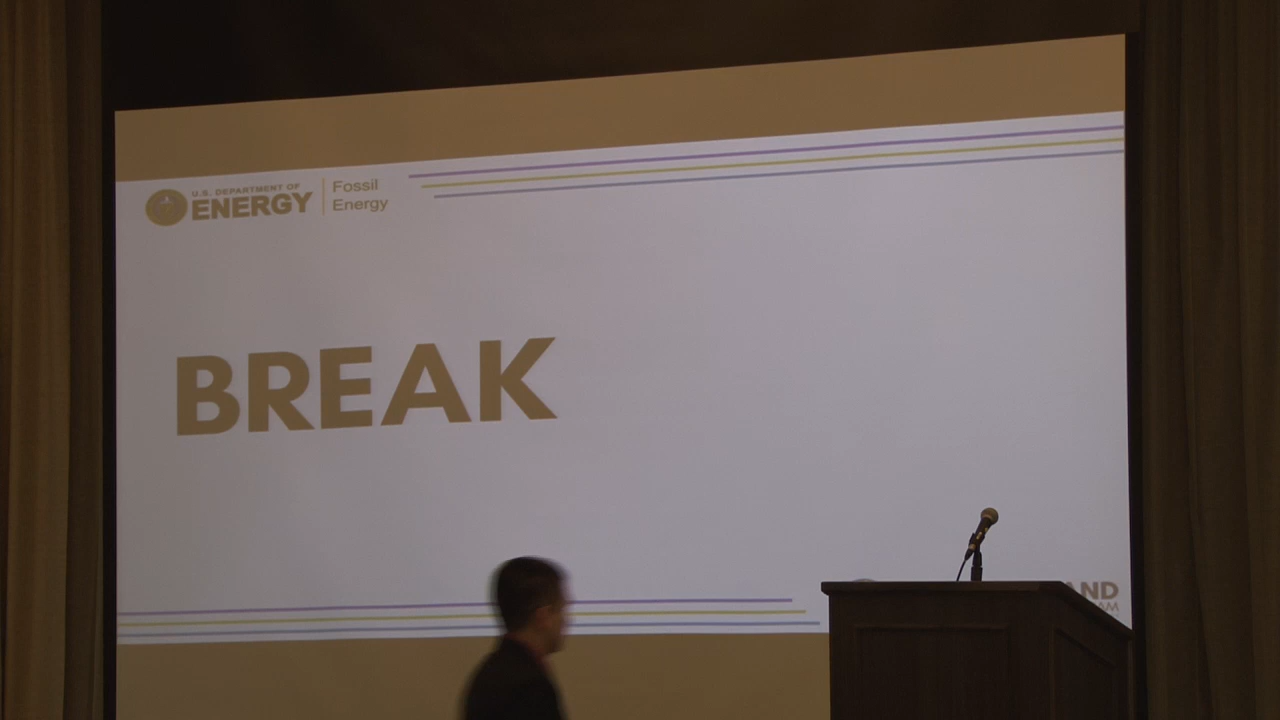 U.S. DEPARTMENT OF
ENERGY
Fossil
Energy
BREAK